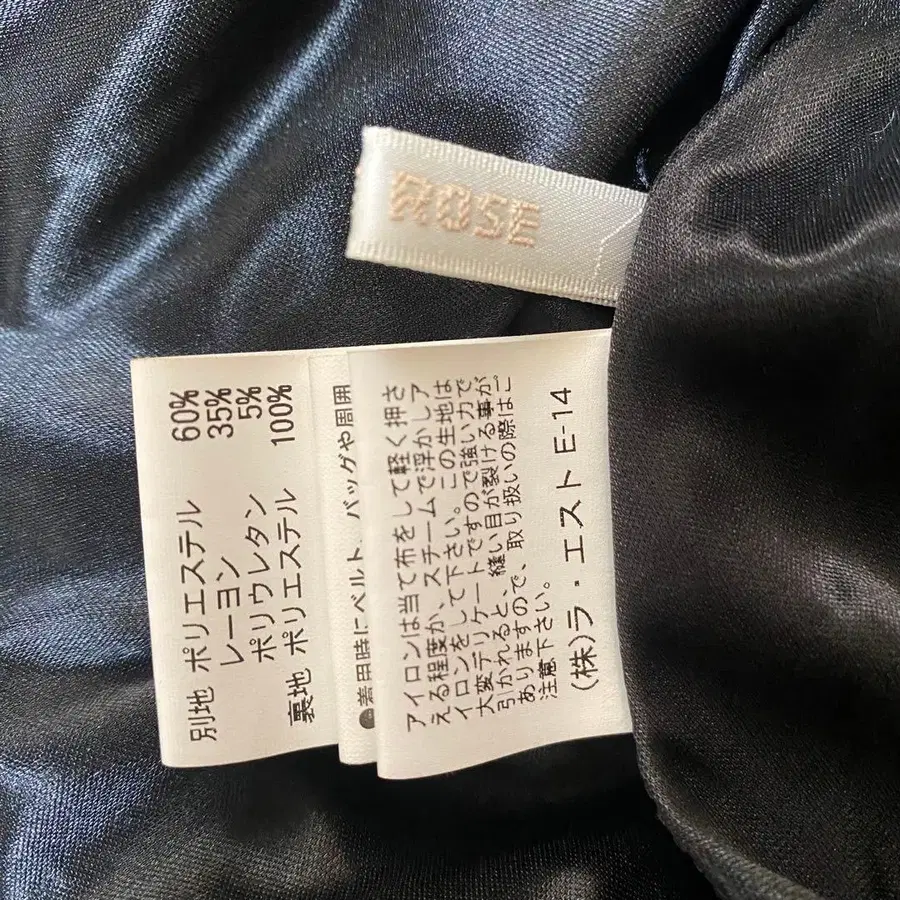 ROSE
別地 ポリエステル 60%
レーヨン 35%
ポリウレタン 5%
裏地 ポリエステル 100%
●着用時にベルト、バッグや周囲
アイロンは当て布をして軽く押さ
える程度か、スチームで浮かしア
イロンをして下さい。この生地は
大変デリケートですので強い力で
引かれると、縫い目が裂ける事が
ありますので、取り扱いの際はご
注意下さい。
(株)ラ・エスト E-14